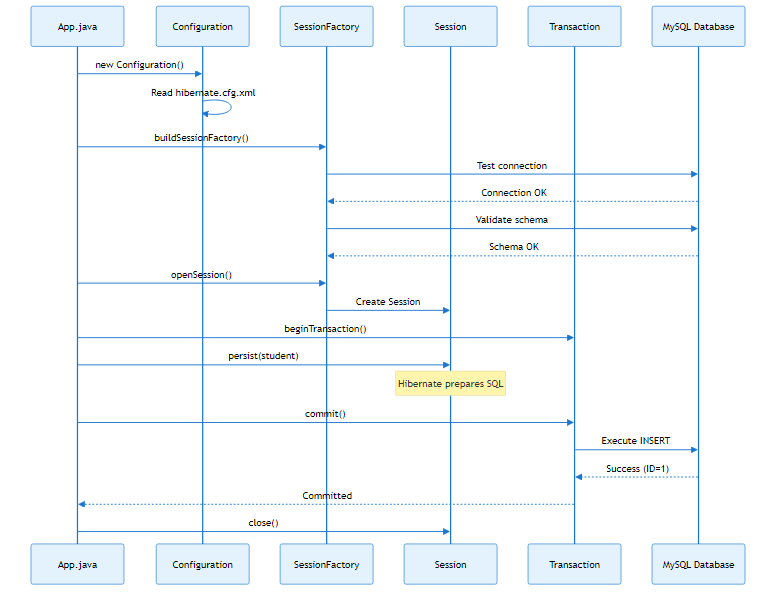 App.java
Configuration
SessionFactory
Session
Transaction
MySQL Database
new Configuration()
Read hibernate.cfg.xml
buildSessionFactory()
Test connection
Connection OK
Validate schema
Schema OK
openSession()
Create Session
beginTransaction()
persist(student)
Hibernate prepares SQL
commit()
Execute INSERT
Success (ID=1)
Committed
close()
App.java
Configuration
SessionFactory
Session
Transaction
MySQL Database